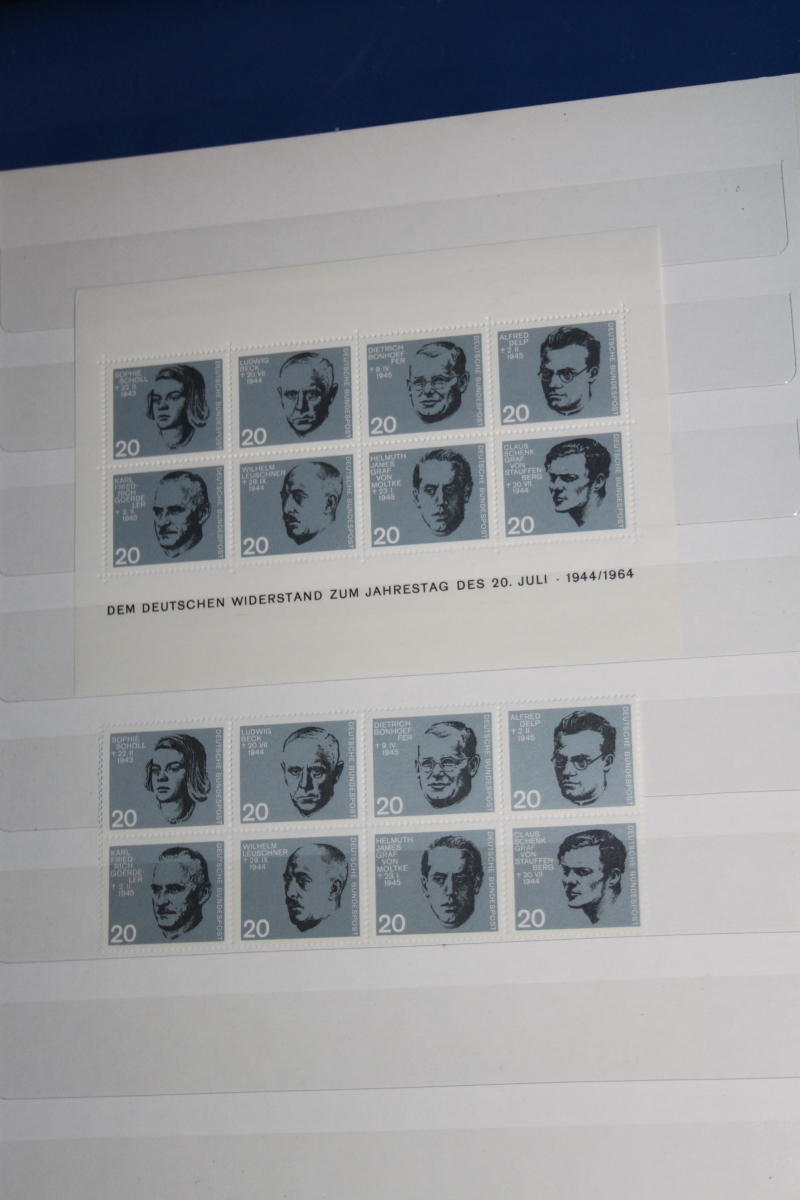 SOPHIE
SCHOLL
† 22.II
1943
20
DEUTSCHE BUNDESPOST
LUDWIG
BECK
† 20.VII
1944
20
DEUTSCHE BUNDESPOST
DIETRICH
BONHOEF
FER
† 9.IV.
1945
20
DEUTSCHE BUNDESPOST
ALFRED
DELP
† 2.II
1945
20
DEUTSCHE BUNDESPOST
KARL
FRIED-
RICH
GOERDE-
LER
† 2.II
1945
20
DEUTSCHE BUNDESPOST
WILHELM
LEUSCHNER
† 29.IX
1944
20
DEUTSCHE BUNDESPOST
HELMUTH
JAMES
GRAF
VON
MOLTKE
† 23.I.
1945
20
DEUTSCHE BUNDESPOST
CLAUS
SCHENK
GRAF
VON
STAUFFEN-
BERG
† 20.VII
1944
20
DEUTSCHE BUNDESPOST
DEM DEUTSCHEN WIDERSTAND ZUM JAHRESTAG DES 20. JULI · 1944/1964
SOPHIE
SCHOLL
† 22.II
1943
20
DEUTSCHE BUNDESPOST
LUDWIG
BECK
† 20.VII
1944
20
DEUTSCHE BUNDESPOST
DIETRICH
BONHOEF
FER
† 9.IV.
1945
20
DEUTSCHE BUNDESPOST
ALFRED
DELP
† 2.II
1945
20
DEUTSCHE BUNDESPOST
KARL
FRIED-
RICH
GOERDE-
LER
† 2.II
1945
20
DEUTSCHE BUNDESPOST
WILHELM
LEUSCHNER
† 29.IX
1944
20
DEUTSCHE BUNDESPOST
HELMUTH
JAMES
GRAF
VON
MOLTKE
† 23.I.
1945
20
DEUTSCHE BUNDESPOST
CLAUS
SCHENK
GRAF
VON
STAUFFEN-
BERG
† 20.VII
1944
20
DEUTSCHE BUNDESPOST